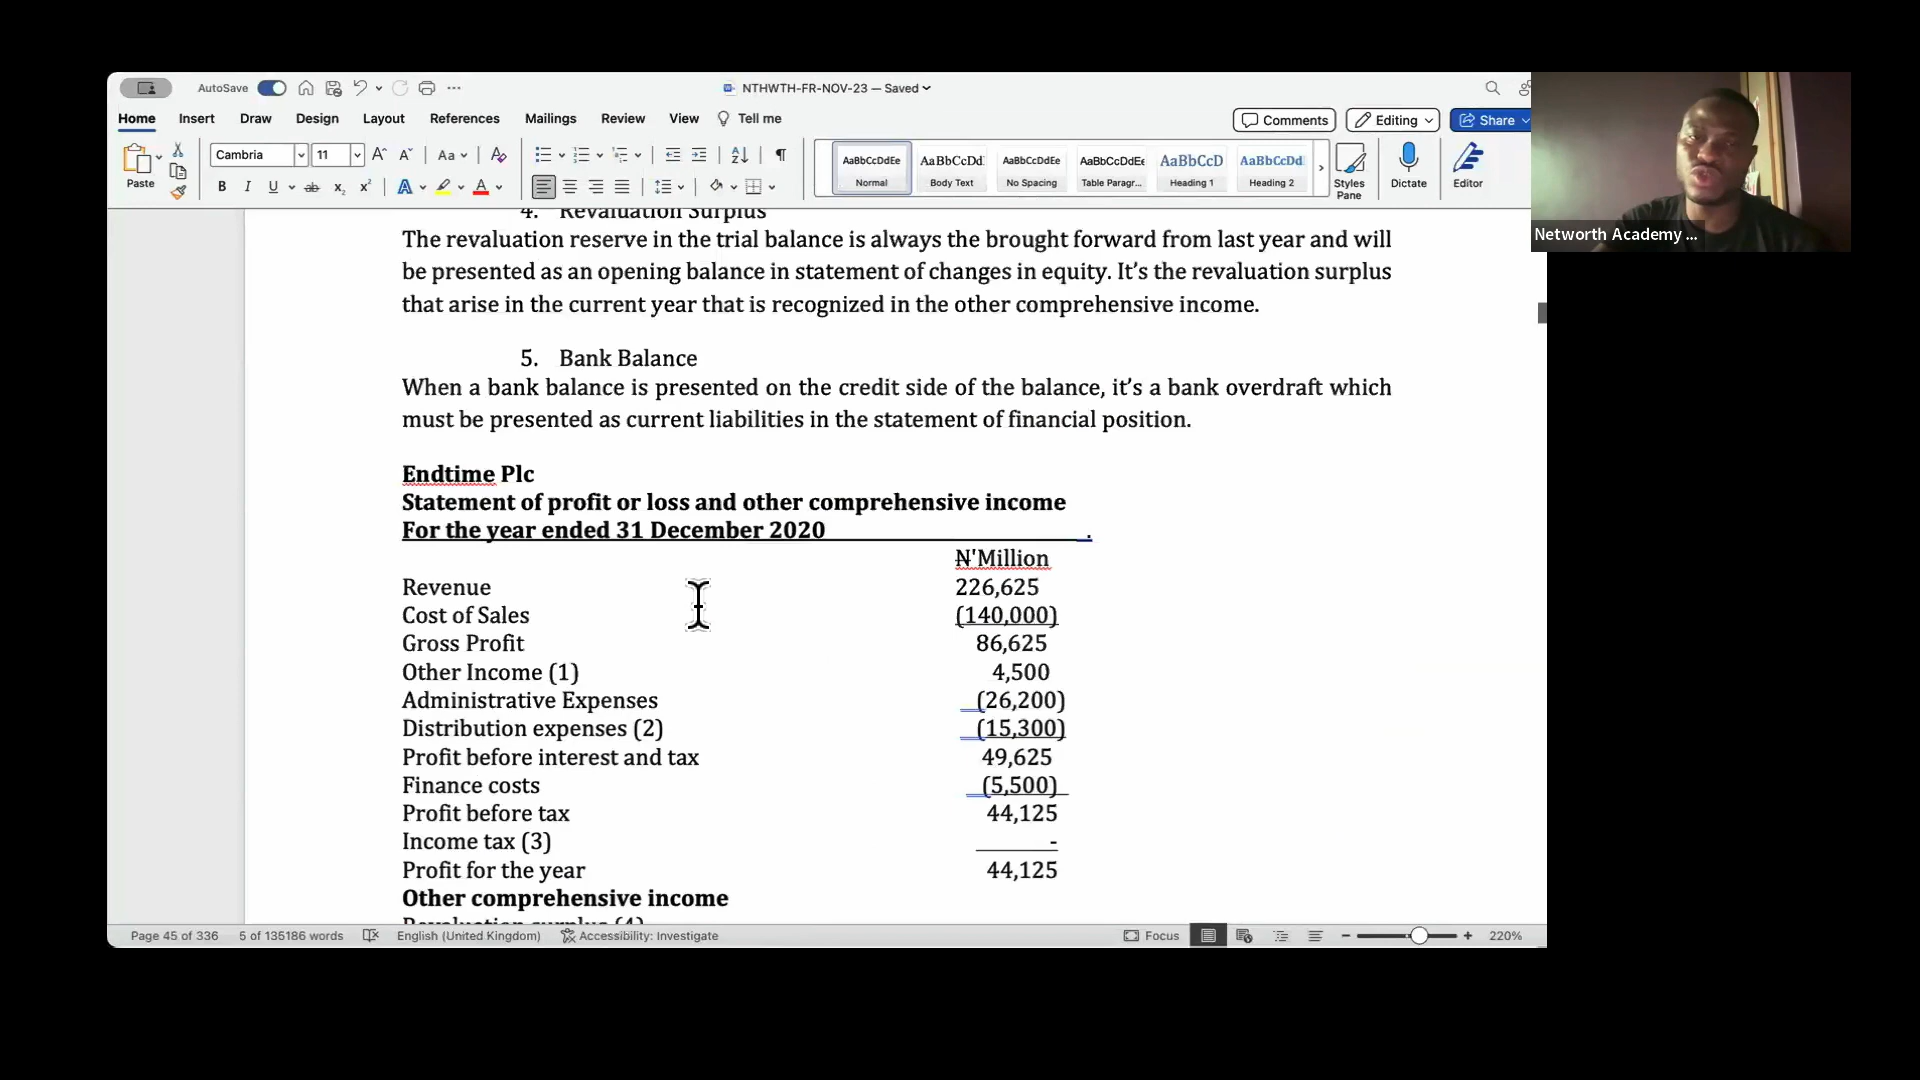 AutoSave
NTHWTH-FR-NOV-23 — Saved
Home Insert Draw Design Layout References Mailings Review View Tell me
Comments Editing Share
Paste
Cambria 11 A A Aa A
B I U ab x₂ x² A A
AaBbCcDdEe AaBbCcDdI AaBbCcDdEe AaBbCcDdEe AaBbCcD AaBbCcDd
Normal Body Text No Spacing Table Paragr... Heading 1 Heading 2
Styles Pane
Dictate
Editor
Networth Academy ...
4. Revaluation Surplus
The revaluation reserve in the trial balance is always the brought forward from last year and will
be presented as an opening balance in statement of changes in equity. It’s the revaluation surplus
that arise in the current year that is recognized in the other comprehensive income.
5. Bank Balance
When a bank balance is presented on the credit side of the balance, it’s a bank overdraft which
must be presented as current liabilities in the statement of financial position.
Endtime Plc
Statement of profit or loss and other comprehensive income
For the year ended 31 December 2020 .
₦'Million
Revenue 226,625
Cost of Sales (140,000)
Gross Profit 86,625
Other Income (1) 4,500
Administrative Expenses (26,200)
Distribution expenses (2) (15,300)
Profit before interest and tax 49,625
Finance costs (5,500)
Profit before tax 44,125
Income tax (3) -
Profit for the year 44,125
Other comprehensive income
Revaluation surplus (4)
Page 45 of 336 5 of 135186 words English (United Kingdom) Accessibility: Investigate Focus 220%